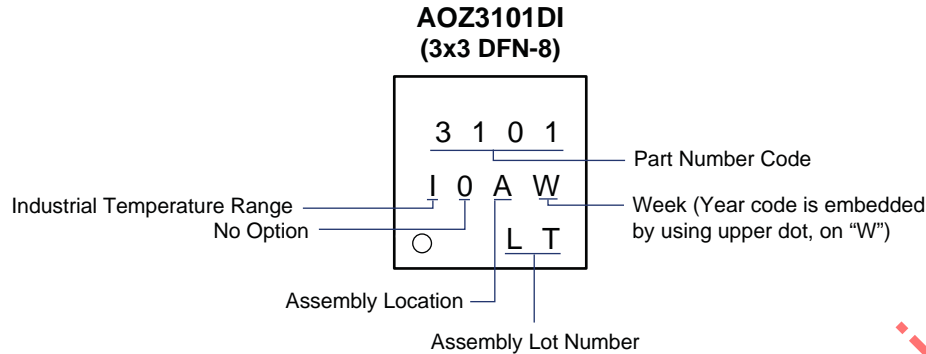 AOZ3101DI
(3x3 DFN-8)
3 1 0 1
Part Number Code
I 0 A W
Industrial Temperature Range
No Option
Week (Year code is embedded
by using upper dot, on “W”)
L T
Assembly Location
Assembly Lot Number